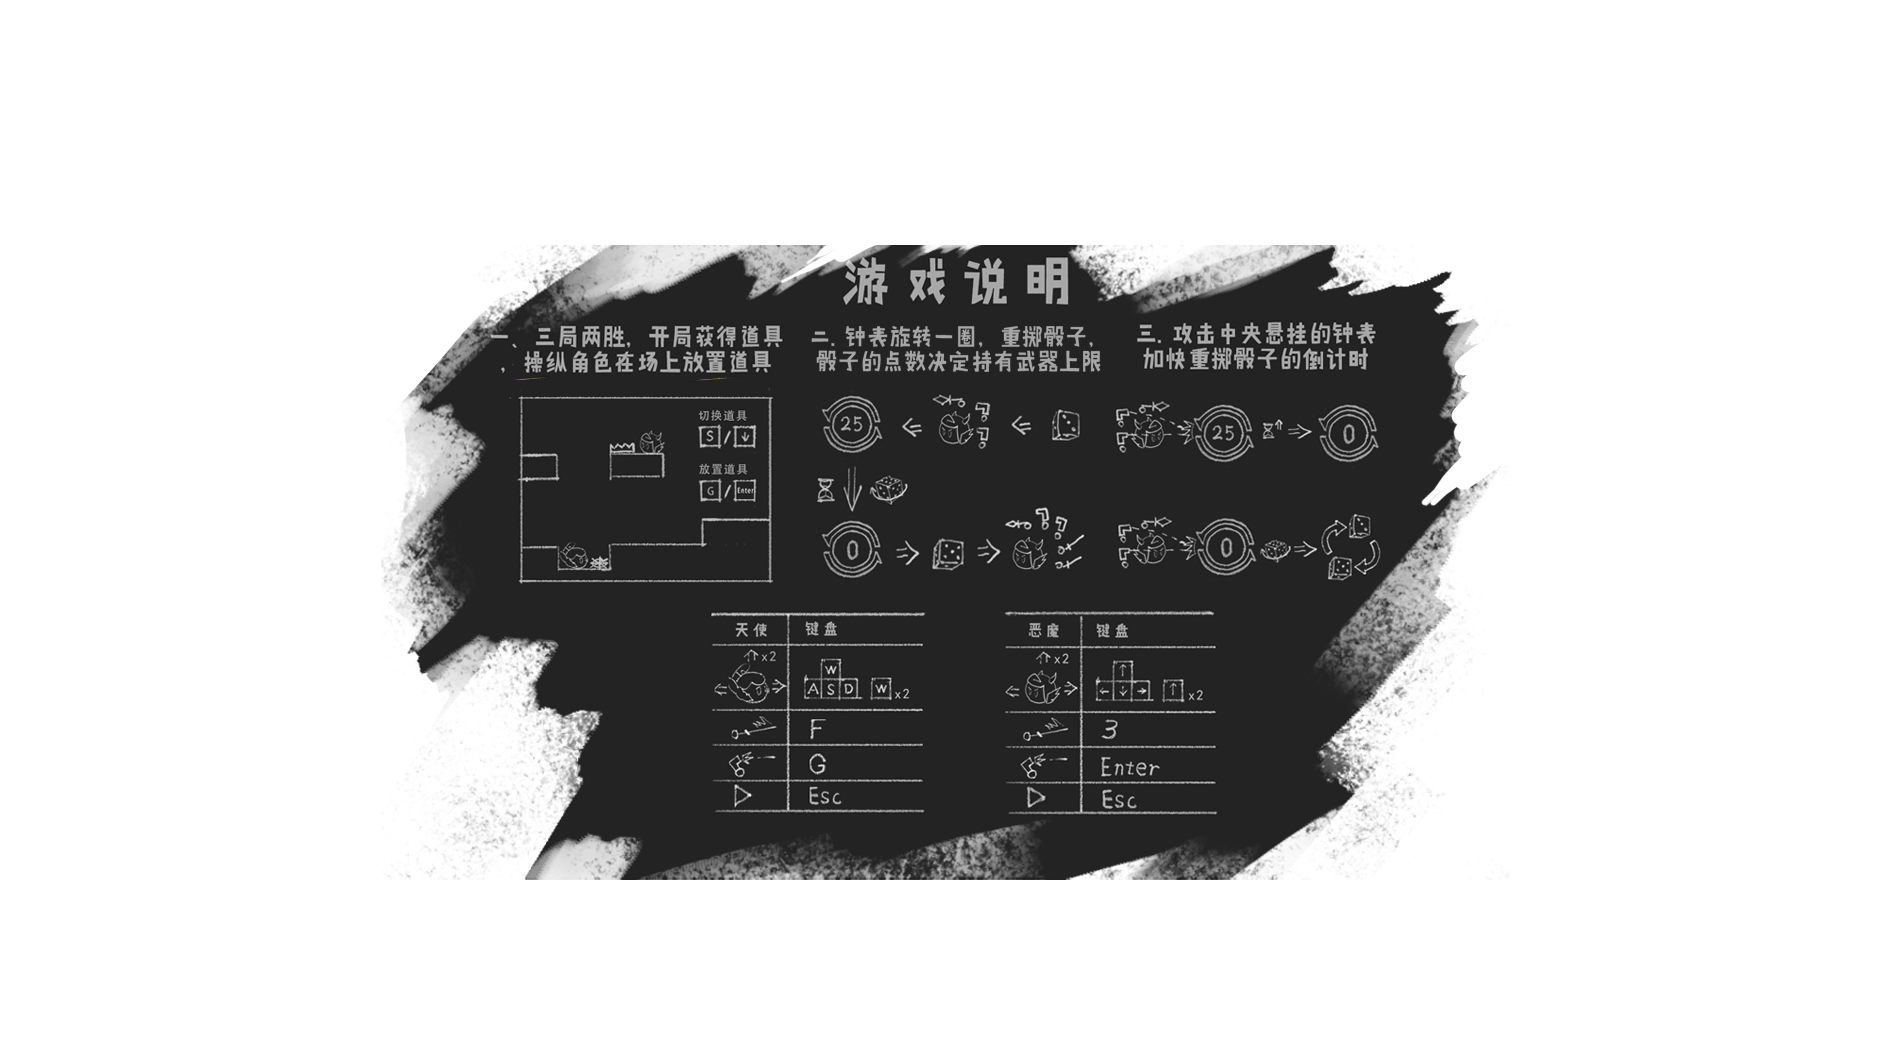 游戏说明
一、三局两胜，开局获得道具
，操纵角色在场上放置道具
二.钟表旋转一圈，重掷骰子，
骰子的点数决定持有武器上限
三.攻击中央悬挂的钟表
加快重掷骰子的倒计时
切换道具
S/↓
放置道具
G/Enter
25
0
25
0
0
天使 键盘
x2
W
A S D W x2
F
G
Esc
恶魔 键盘
x2
↑
← ↓ → ↑ x2
3
Enter
Esc